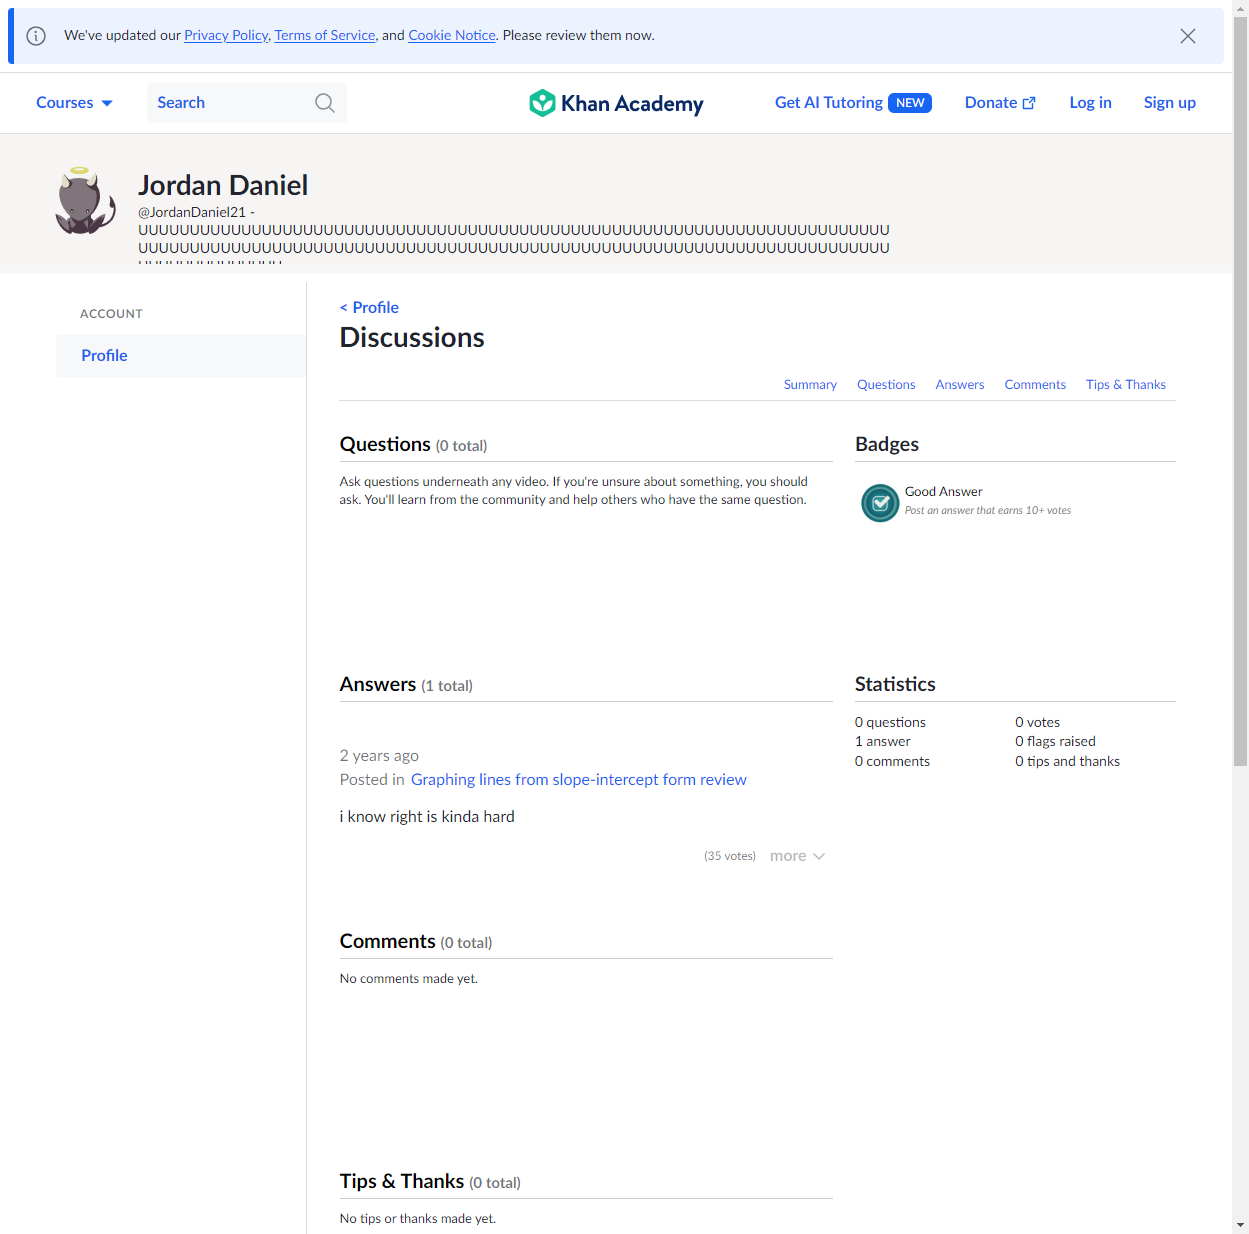 We've updated our Privacy Policy, Terms of Service, and Cookie Notice. Please review them now.
Courses
Search
Khan Academy
Get AI Tutoring NEW
Donate
Log in
Sign up
Jordan Daniel
@JordanDaniel21 -
ACCOUNT
Profile
< Profile
Discussions
Summary
Questions
Answers
Comments
Tips & Thanks
Questions (0 total)
Ask questions underneath any video. If you're unsure about something, you should
ask. You'll learn from the community and help others who have the same question.
Badges
Good Answer
Post an answer that earns 10+ votes
Answers (1 total)
2 years ago
Posted in Graphing lines from slope-intercept form review
i know right is kinda hard
(35 votes)
more
Statistics
0 questions
0 votes
1 answer
0 flags raised
0 comments
0 tips and thanks
Comments (0 total)
No comments made yet.
Tips & Thanks (0 total)
No tips or thanks made yet.